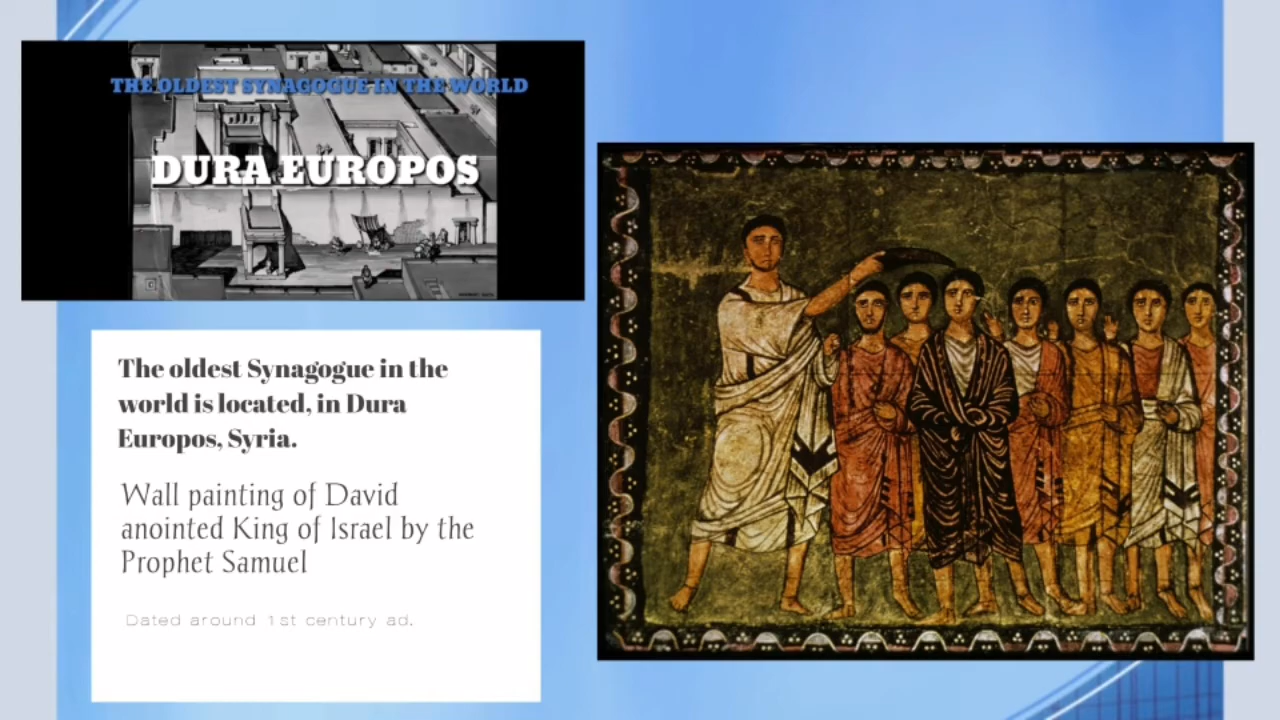 THE OLDEST SYNAGOGUE IN THE WORLD
DURA EUROPOS
The oldest Synagogue in the
world is located, in Dura
Europos, Syria.
Wall painting of David
anointed King of Israel by the
Prophet Samuel
Dated around 1st century ad.